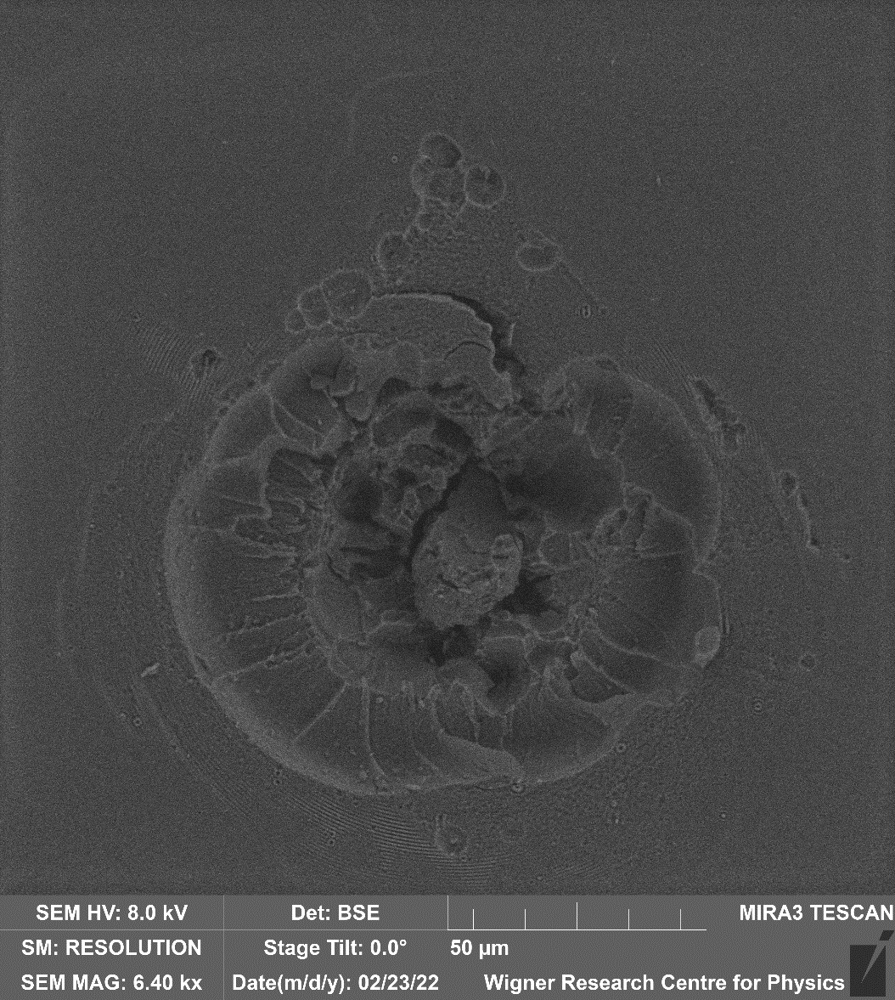 SEM HV: 8.0 kV Det: BSE MIRA3 TESCAN
SM: RESOLUTION Stage Tilt: 0.0° 50 µm
SEM MAG: 6.40 kx Date(m/d/y): 02/23/22 Wigner Research Centre for Physics